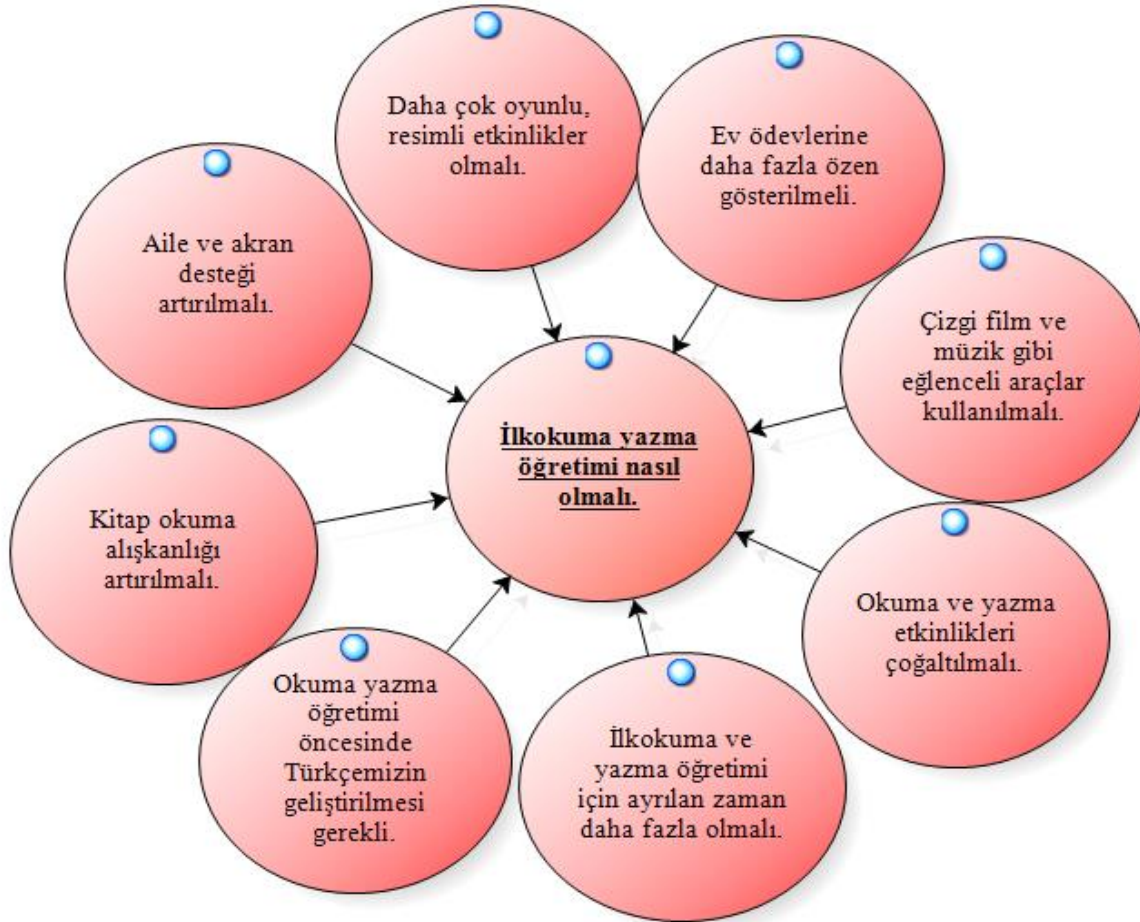 Daha çok oyunlu,
resimli etkinlikler
olmalı.
Ev ödevlerine
daha fazla özen
gösterilmeli.
Aile ve akran
desteği
artırılmalı.
Çizgi film ve
müzik gibi
eğlenceli araçlar
kullanılmalı.
İlkokuma yazma
öğretimi nasıl
olmalı.
Kitap okuma
alışkanlığı
artırılmalı.
Okuma ve yazma
etkinlikleri
çoğaltılmalı.
Okuma yazma
öğretimi
öncesinde
Türkçemizin
geliştirilmesi
gerekli.
İlkokuma ve
yazma öğretimi
için ayrılan zaman
daha fazla olmalı.